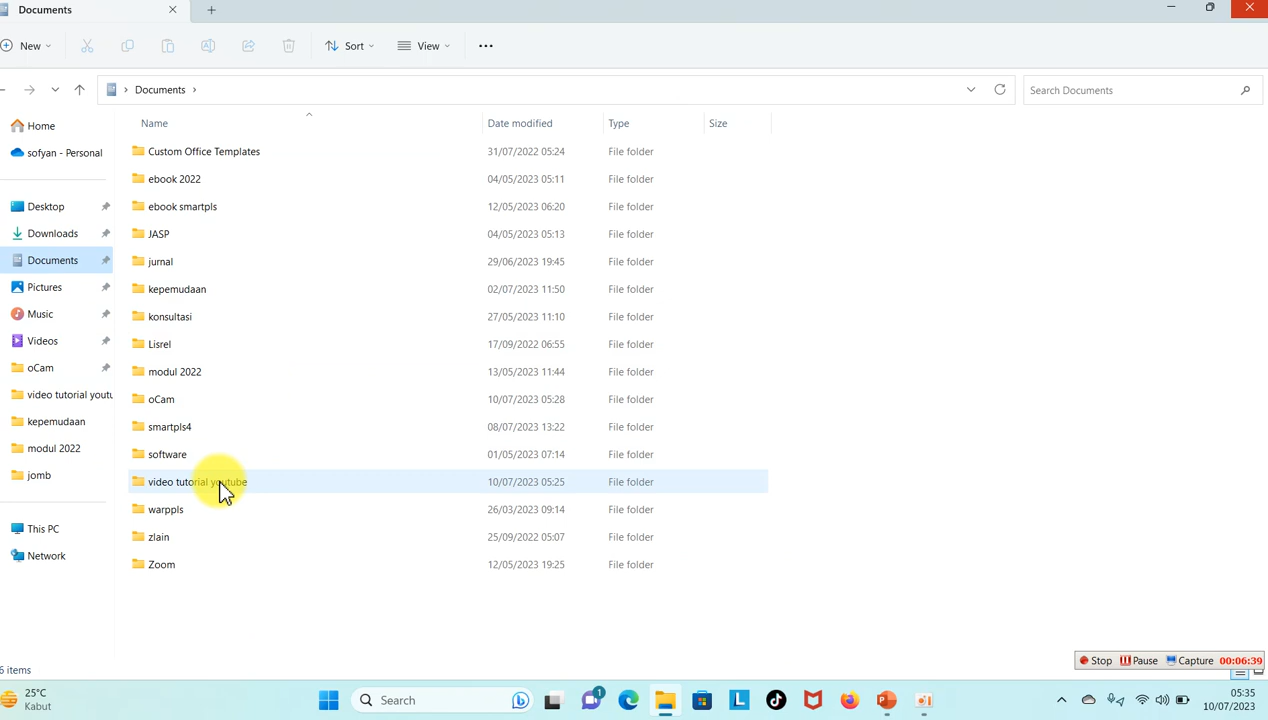 Documents
New
Sort
View
Documents
Search Documents
Home
sofyan - Personal
Desktop
Downloads
Documents
Pictures
Music
Videos
oCam
video tutorial youtu
kepemudaan
modul 2022
jomb
This PC
Network
Name Date modified Type Size
Custom Office Templates 31/07/2022 05:24 File folder
ebook 2022 04/05/2023 05:11 File folder
ebook smartpls 12/05/2023 06:20 File folder
JASP 04/05/2023 05:13 File folder
jurnal 29/06/2023 19:45 File folder
kepemudaan 02/07/2023 11:50 File folder
konsultasi 27/05/2023 11:10 File folder
Lisrel 17/09/2022 06:55 File folder
modul 2022 13/05/2023 11:44 File folder
oCam 10/07/2023 05:28 File folder
smartpls4 08/07/2023 13:22 File folder
software 01/05/2023 07:14 File folder
video tutorial youtube 10/07/2023 05:25 File folder
warppls 26/03/2023 09:14 File folder
zlain 25/09/2022 05:07 File folder
Zoom 12/05/2023 19:25 File folder
6 items
Stop Pause Capture 00:06:39
25°C
Kabut
Search
1
05:35
10/07/2023